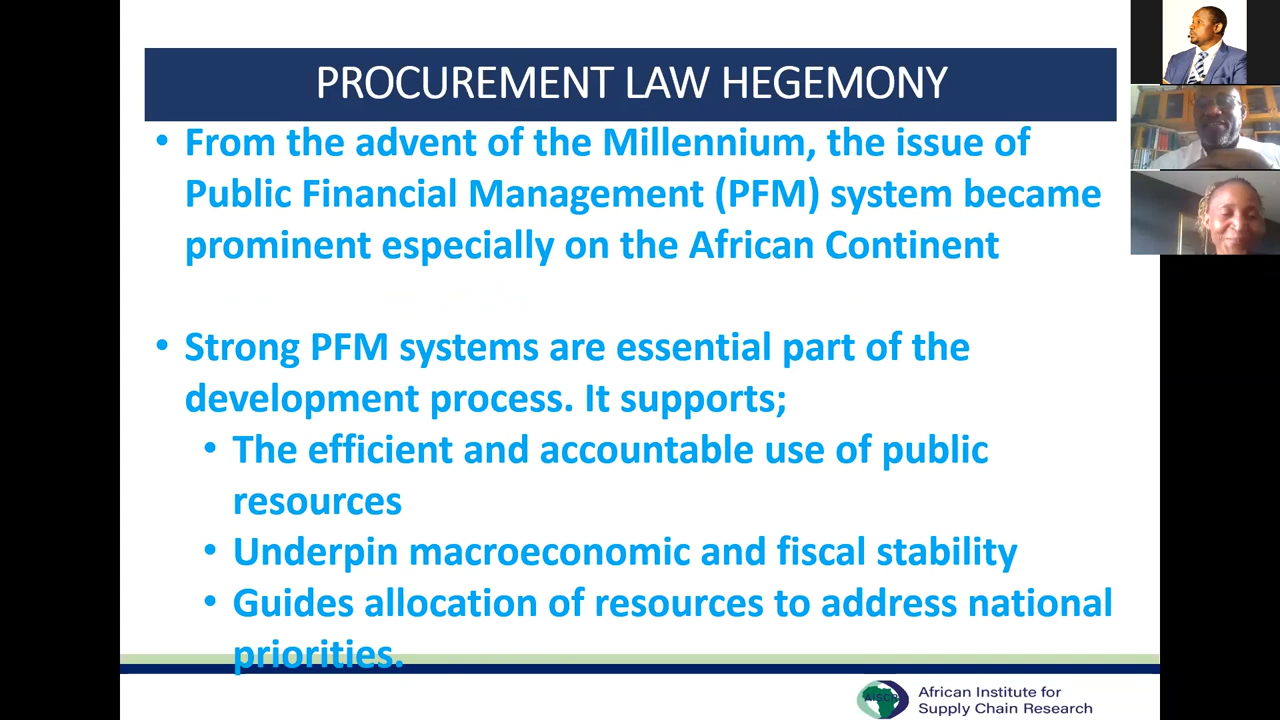 PROCUREMENT LAW HEGEMONY
• From the advent of the Millennium, the issue of
Public Financial Management (PFM) system became
prominent especially on the African Continent
• Strong PFM systems are essential part of the
development process. It supports;
• The efficient and accountable use of public
resources
• Underpin macroeconomic and fiscal stability
• Guides allocation of resources to address national
priorities.
AISCR
African Institute for
Supply Chain Research